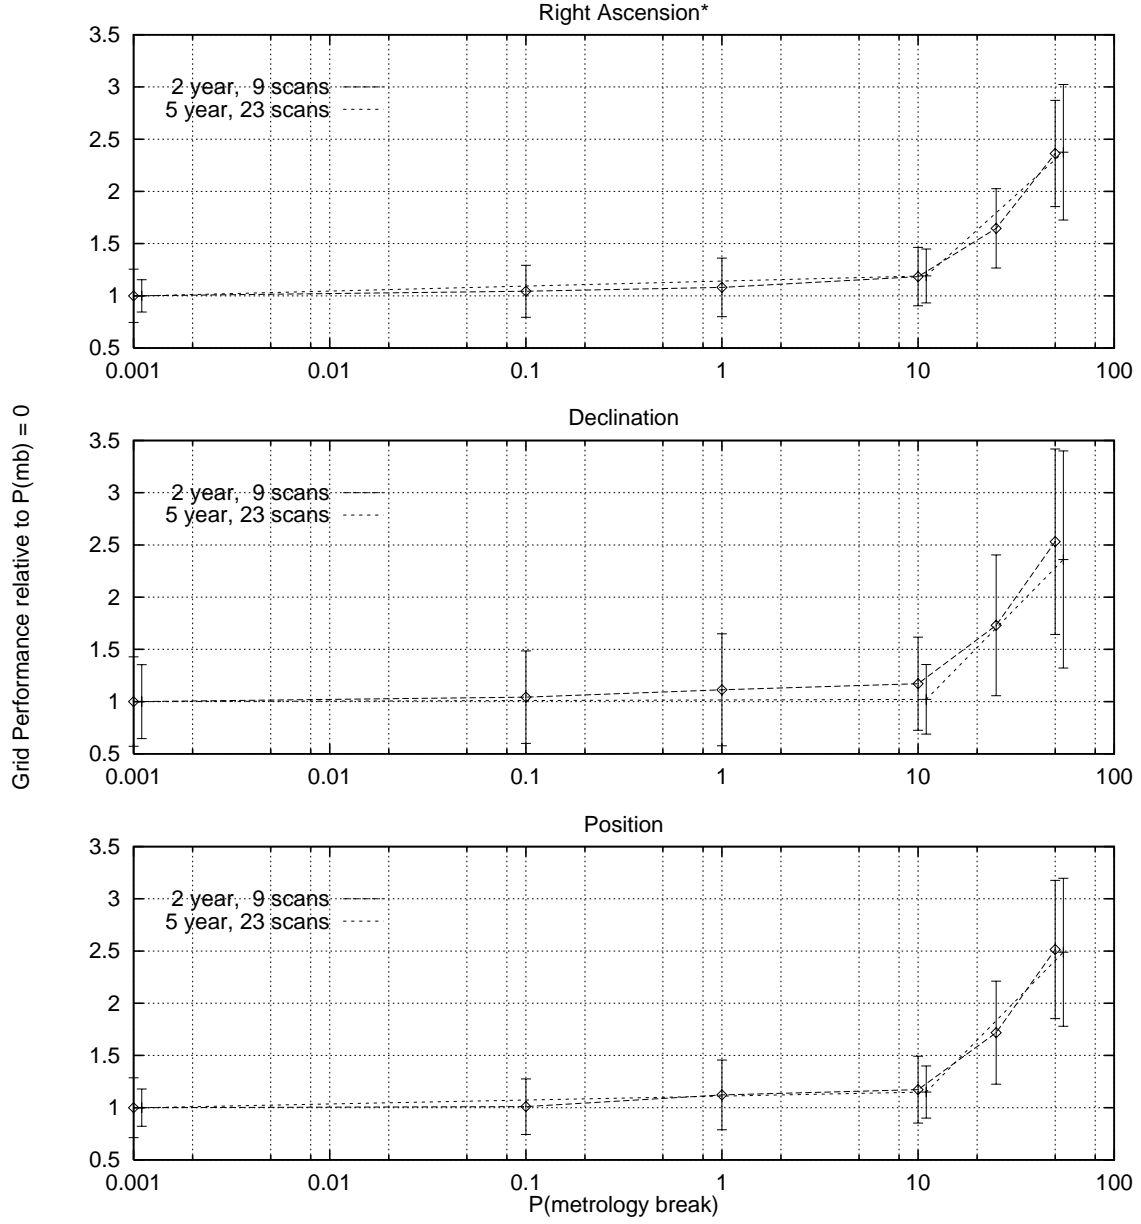 Right Ascension*
3.5
3
2.5
2
1.5
1
0.5
2 year, 9 scans
5 year, 23 scans
0.001 0.01 0.1 1 10 100
Grid Performance relative to P(mb) = 0
Declination
3.5
3
2.5
2
1.5
1
0.5
2 year, 9 scans
5 year, 23 scans
0.001 0.01 0.1 1 10 100
Position
3.5
3
2.5
2
1.5
1
0.5
2 year, 9 scans
5 year, 23 scans
0.001 0.01 0.1 1 10 100
P(metrology break)